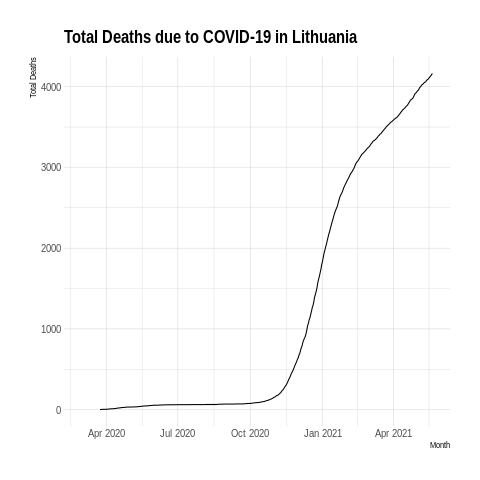 Total Deaths due to COVID-19 in Lithuania
Total Deaths
4000
3000
2000
1000
0
Apr 2020 Jul 2020 Oct 2020 Jan 2021 Apr 2021
Month